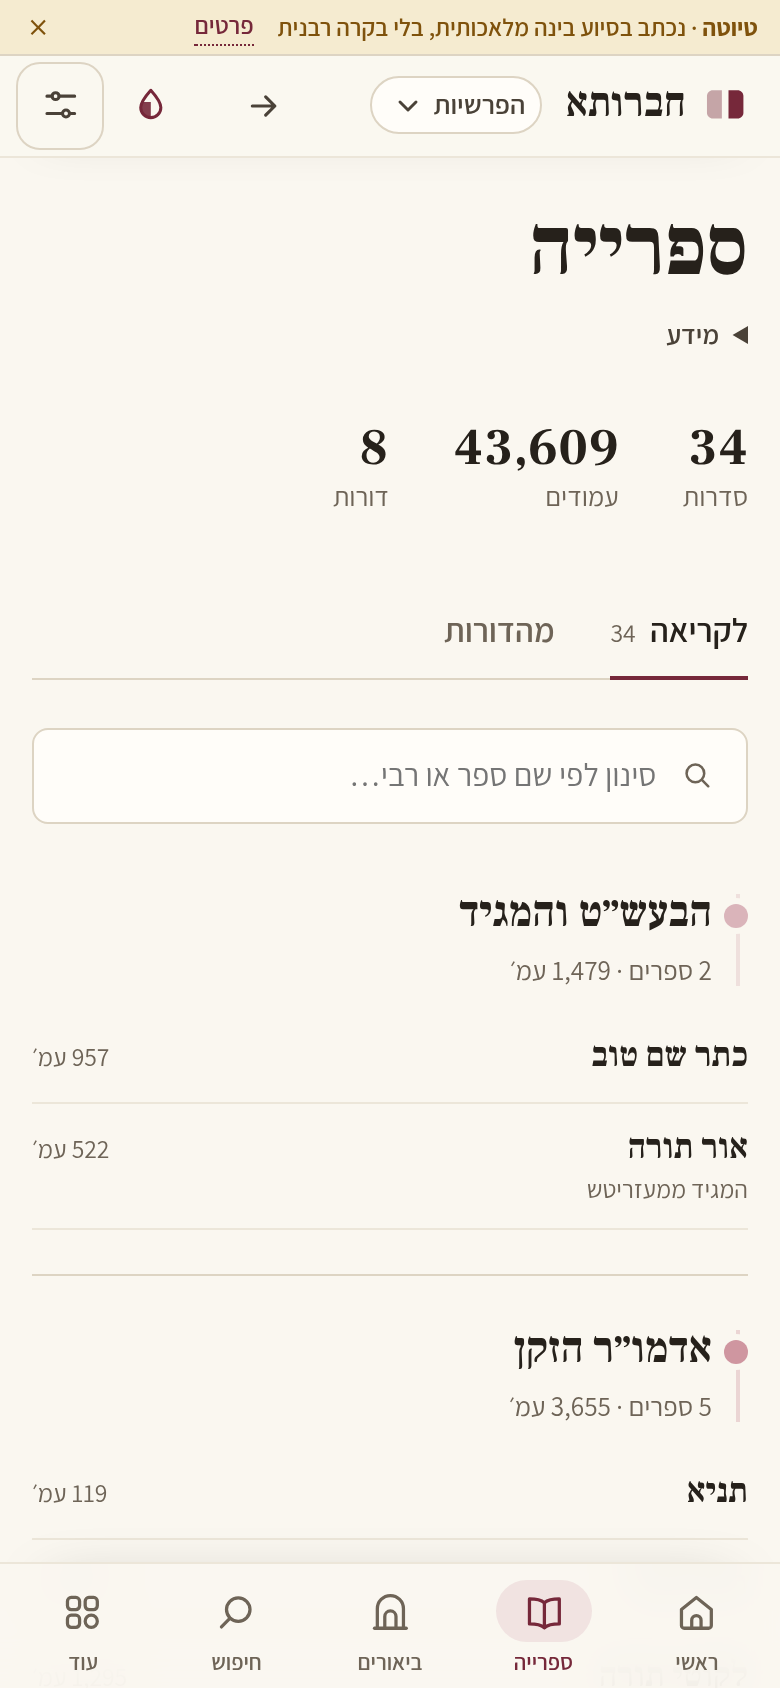 טיוטה · נכתב בסיוע בינה מלאכותית, בלי בקרה רבנית פרטים ×
חברותא הפרשיות
ספרייה
מידע
34 43,609 8
סדרות עמודים דורות
לקריאה 34 מהדורות
סינון לפי שם ספר או רבי…
הבעש״ט והמגיד
2 ספרים · 1,479 עמ׳
כתר שם טוב 957 עמ׳
אור תורה 522 עמ׳
המגיד ממעזריטש
אדמו״ר הזקן
5 ספרים · 3,655 עמ׳
תניא 119 עמ׳
ראשי ספרייה ביאורים חיפוש עוד